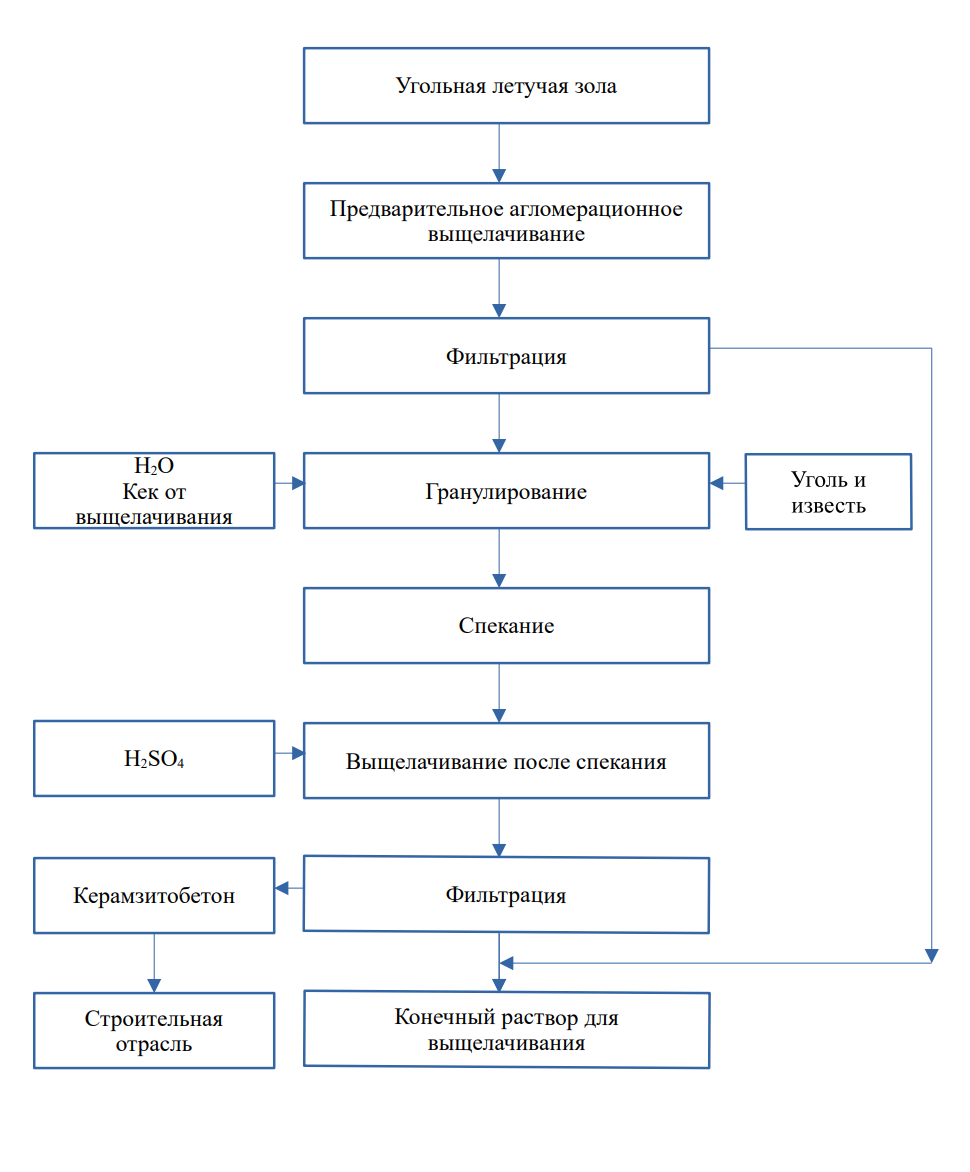 Угольная летучая зола
Предварительное агломерационное
выщелачивание
Фильтрация
H₂O
Кек от
выщелачивания
Гранулирование
Уголь и
известь
Спекание
H₂SO₄
Выщелачивание после спекания
Керамзитобетон
Фильтрация
Строительная
отрасль
Конечный раствор для
выщелачивания